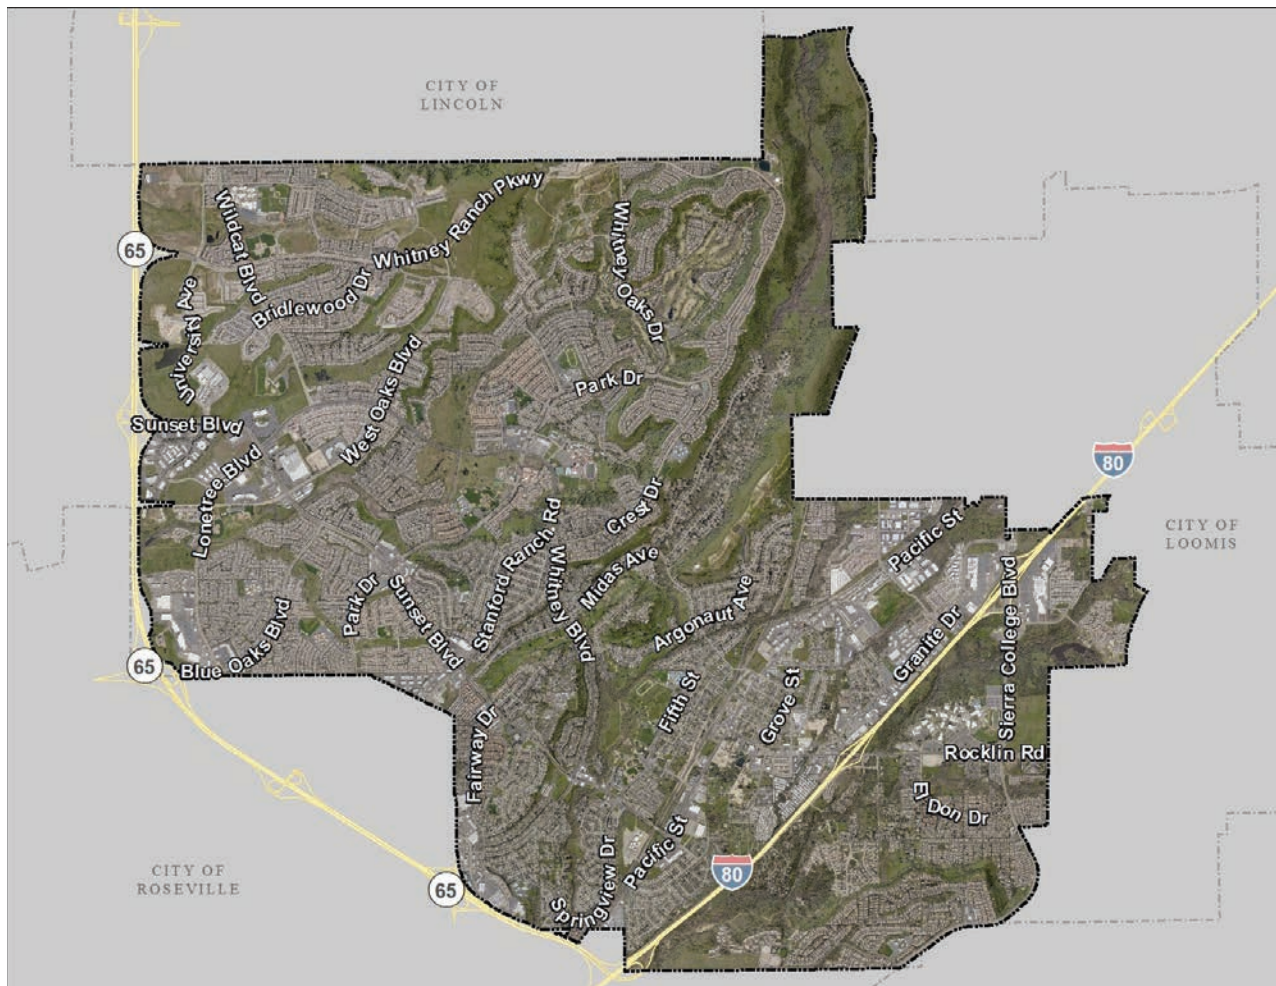 CITY OF
LINCOLN
Whitney Ranch Pkwy
Wildcat Blvd
Whitney Oaks Dr
65
Bridlewood Dr
University Ave
West Oaks Blvd
Park Dr
Sunset Blvd
Lonetree Blvd
80
Crest Dr
Stanford Ranch Rd
Pacific St
CITY OF
LOOMIS
Whitney Blvd
Midas Ave
Argonaut Ave
Sierra College Blvd
Park Dr
Sunset Blvd
Granite Dr
Blue Oaks Blvd
65
Fifth St
Grove St
Fairway Dr
Rocklin Rd
El Don Dr
CITY OF
ROSEVILLE
65
Springview Dr
Pacific St
80